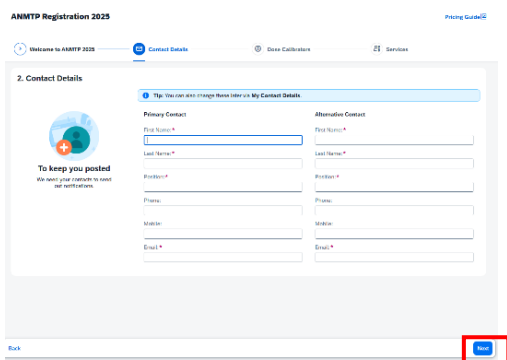 ANMTP Registration 2025
Pricing Guide
Welcome to ANMTP 2025
Contact Details
Dose Calibrators
Services
2. Contact Details
Tip: You can also change these later via My Contact Details.
Primary Contact
Alternative Contact
First Name: *
First Name: *
Last Name: *
Last Name: *
To keep you posted
We need your contacts to send
out notifications.
Position: *
Position: *
Phone:
Phone:
Mobile:
Mobile:
Email: *
Email: *
Back
Next